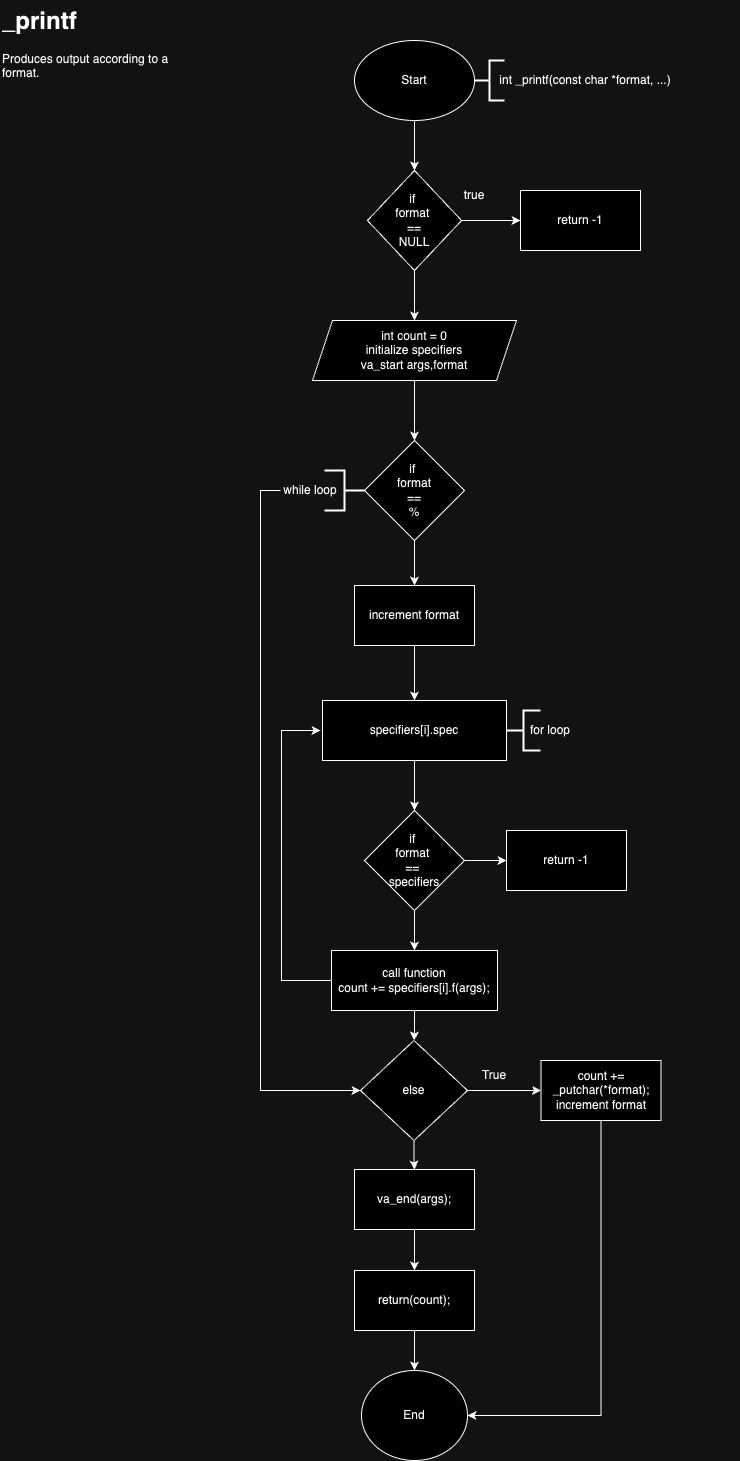 _printf
Produces output according to a
format.
Start
int _printf(const char *format, ...)
if
format
==
NULL
true
return -1
int count = 0
initialize specifiers
va_start args,format
while loop
if
format
==
%
increment format
specifiers[i].spec
for loop
if
format
==
specifiers
return -1
call function
count += specifiers[i].f(args);
else
True
count +=
_putchar(*format);
increment format
va_end(args);
return(count);
End